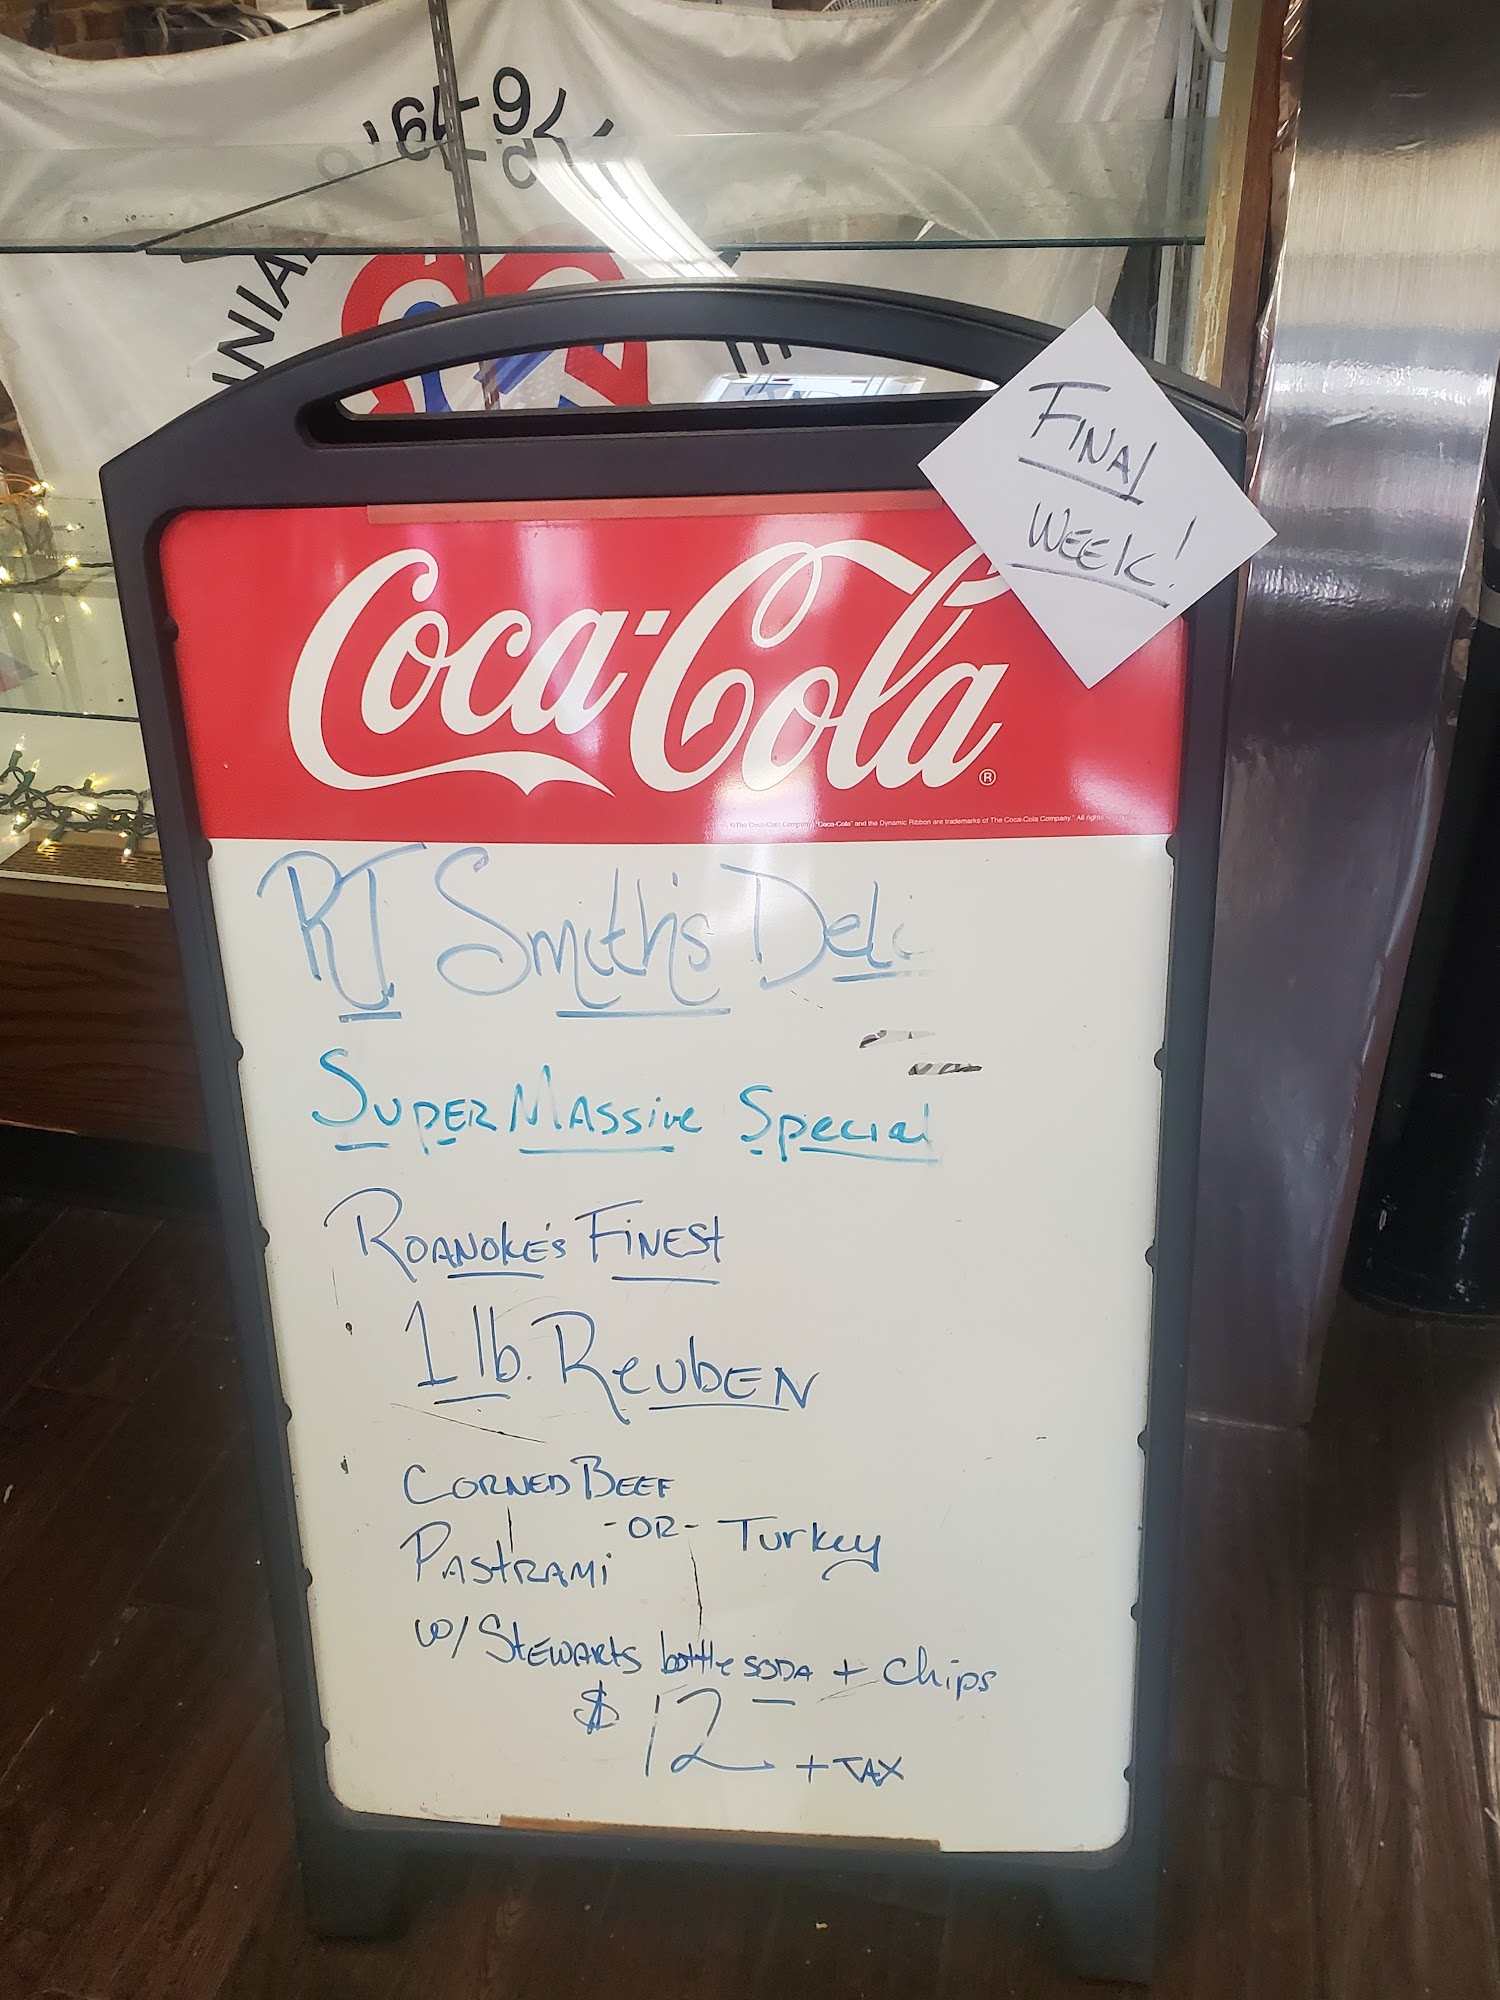 FINAL
WEEK!
Coca-Cola®
RJ Smith's Deli
SUPER MASSIVE Special
ROANOKE'S FINEST
1 lb. REUBEN
CORNED BEEF
-OR- Turkey
PASTRAMI
w/ STEWARTS bottle SODA + chips
$ 12 - + TAX